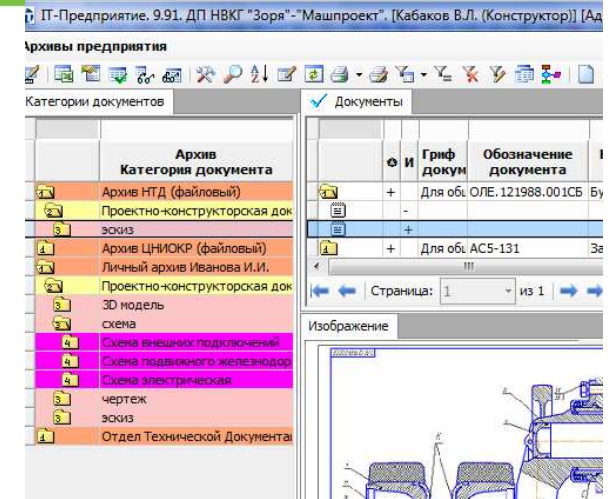 IT-Предприятие. 9.91. ДП НВКГ "Зоря"-"Машпроект". [Кабаков В.Л. (Конструктор)] [Ад
Архивы предприятия
Категории документов
Документы
Архив
Категория документа
Архив НТД (файловый)
Проектно-конструкторская док
эскиз
Архив ЦНИОКР (файловый)
Личный архив Иванова И.И.
Проектно-конструкторская док
3D модель
схема
Схема внешних подключений
Схема подвижного железнодор
Схема электрическая
чертеж
эскиз
Отдел Технической Документа
И Гриф докум Обозначение документа
+ Для обц ОЛЕ.121988.001СБ Бу
-
+
+ Для обц АС5-131 За
Страница: 1 из 1
Изображение